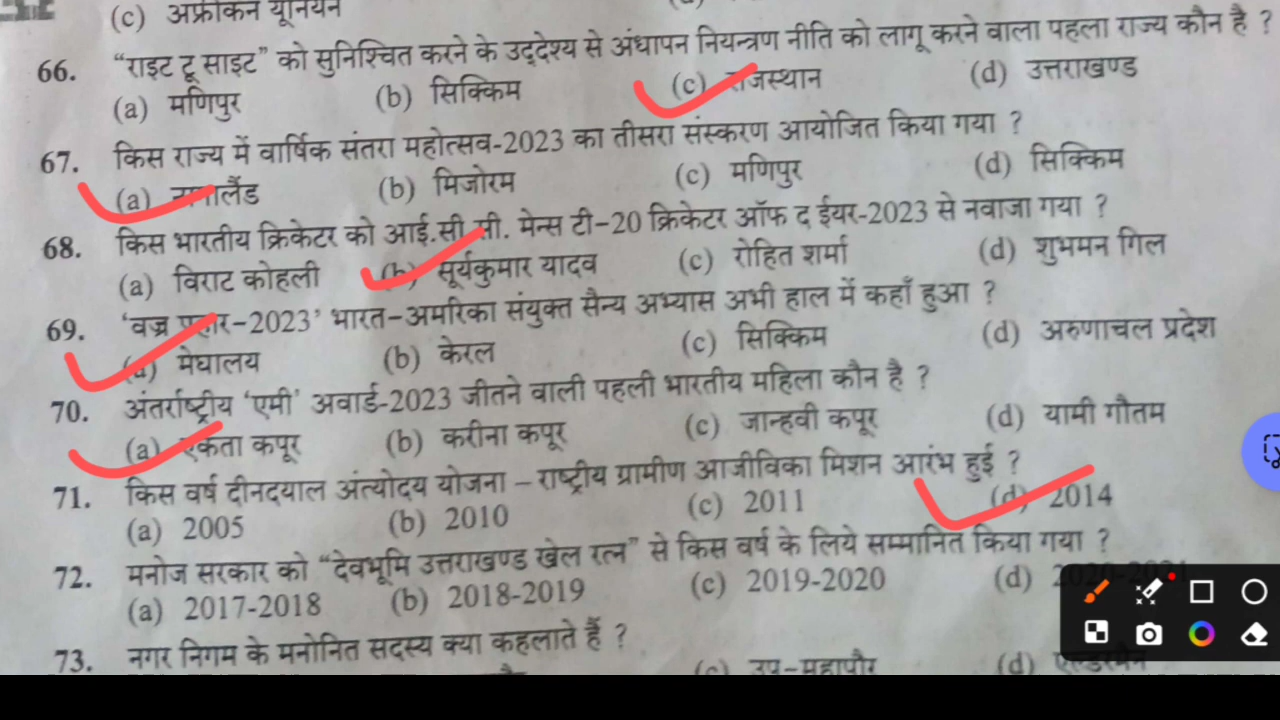 (c) अफ्रीकन यूनियन
66. “राइट टू साइट” को सुनिश्चित करने के उद्देश्य से अंधापन नियन्त्रण नीति को लागू करने वाला पहला राज्य कौन है ?
(a) मणिपुर (b) सिक्किम (c) राजस्थान (d) उत्तराखण्ड
67. किस राज्य में वार्षिक संतरा महोत्सव-2023 का तीसरा संस्करण आयोजित किया गया ?
(a) नागालैंड (b) मिजोरम (c) मणिपुर (d) सिक्किम
68. किस भारतीय क्रिकेटर को आई.सी.सी. मेन्स टी-20 क्रिकेटर ऑफ द ईयर-2023 से नवाजा गया ?
(a) विराट कोहली (b) सूर्यकुमार यादव (c) रोहित शर्मा (d) शुभमन गिल
69. ‘वज्र प्रहार-2023’ भारत-अमरिका संयुक्त सैन्य अभ्यास अभी हाल में कहाँ हुआ ?
(a) मेघालय (b) केरल (c) सिक्किम (d) अरुणाचल प्रदेश
70. अंतर्राष्ट्रीय ‘एमी’ अवार्ड-2023 जीतने वाली पहली भारतीय महिला कौन है ?
(a) एकता कपूर (b) करीना कपूर (c) जान्हवी कपूर (d) यामी गौतम
71. किस वर्ष दीनदयाल अंत्योदय योजना – राष्ट्रीय ग्रामीण आजीविका मिशन आरंभ हुई ?
(a) 2005 (b) 2010 (c) 2011 (d) 2014
72. मनोज सरकार को “देवभूमि उत्तराखण्ड खेल रत्न” से किस वर्ष के लिये सम्मानित किया गया ?
(a) 2017-2018 (b) 2018-2019 (c) 2019-2020 (d) 2020-2021
73. नगर निगम के मनोनित सदस्य क्या कहलाते हैं ?
(c) उप-महापौर (d) एल्डरमैन